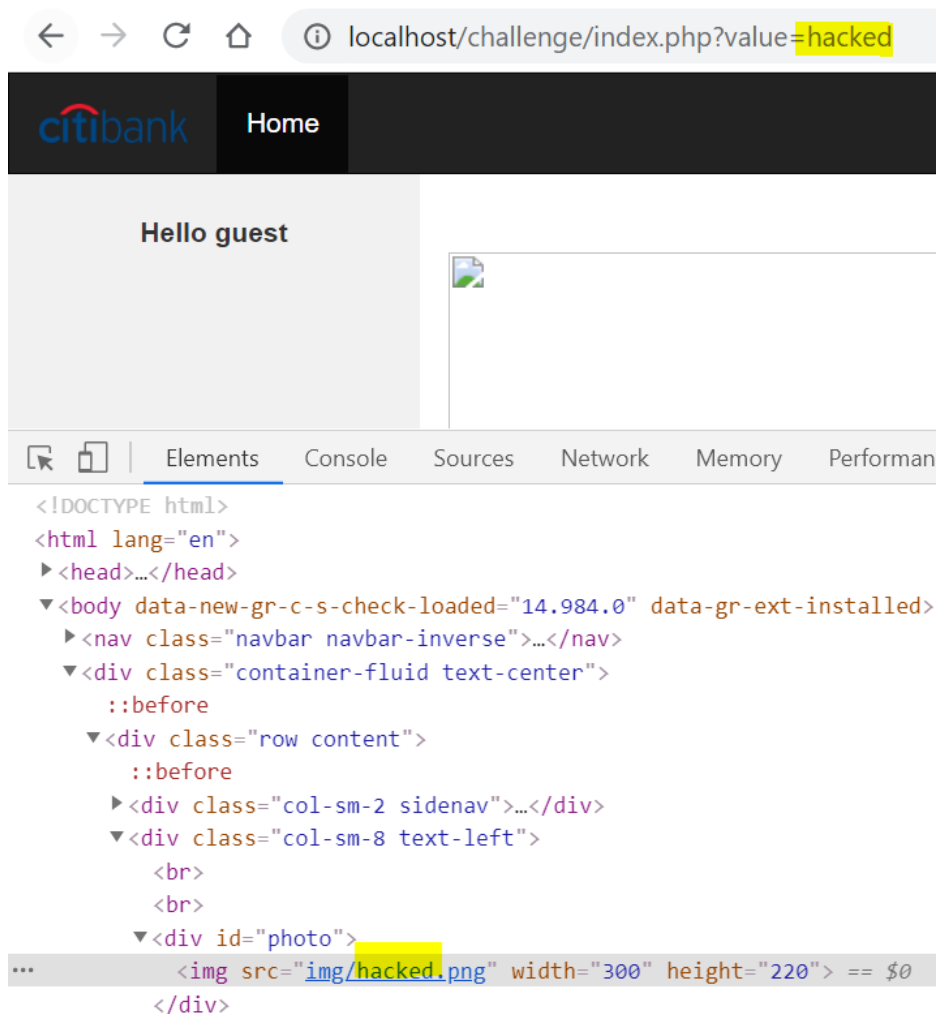 localhost/challenge/index.php?value=hacked
citibank Home
Hello guest
Elements Console Sources Network Memory Performan
<!DOCTYPE html>
<html lang="en">
<head>…</head>
<body data-new-gr-c-s-check-loaded="14.984.0" data-gr-ext-installed>
<nav class="navbar navbar-inverse">…</nav>
<div class="container-fluid text-center">
::before
<div class="row content">
::before
<div class="col-sm-2 sidenav">…</div>
<div class="col-sm-8 text-left">
<br>
<br>
<div id="photo">
<img src="img/hacked.png" width="300" height="220"> == $0
</div>